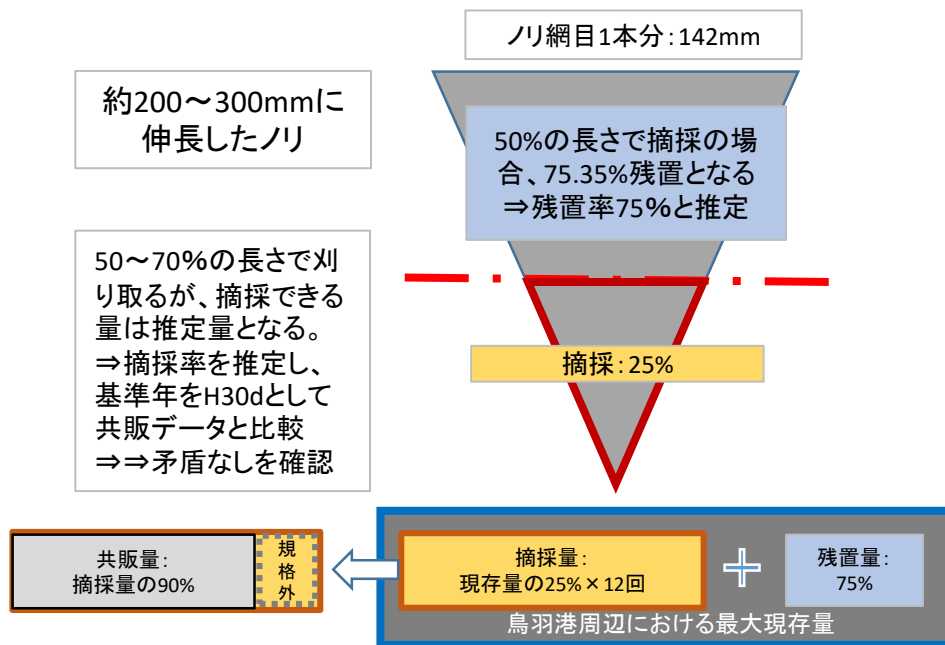 ノリ網目1本分：142mm
約200～300mmに
伸長したノリ
50%の長さで摘採の場
合、75.35%残置となる
⇒残置率75%と推定
50～70%の長さで刈
り取るが、摘採できる
量は推定量となる。
⇒摘採率を推定し、
基準年をH30dとして
共販データと比較
⇒⇒矛盾なしを確認
摘採：25%
共販量：
摘採量の90%
規
格
外
摘採量：
現存量の25%×12回
残置量：
75%
鳥羽港周辺における最大現存量